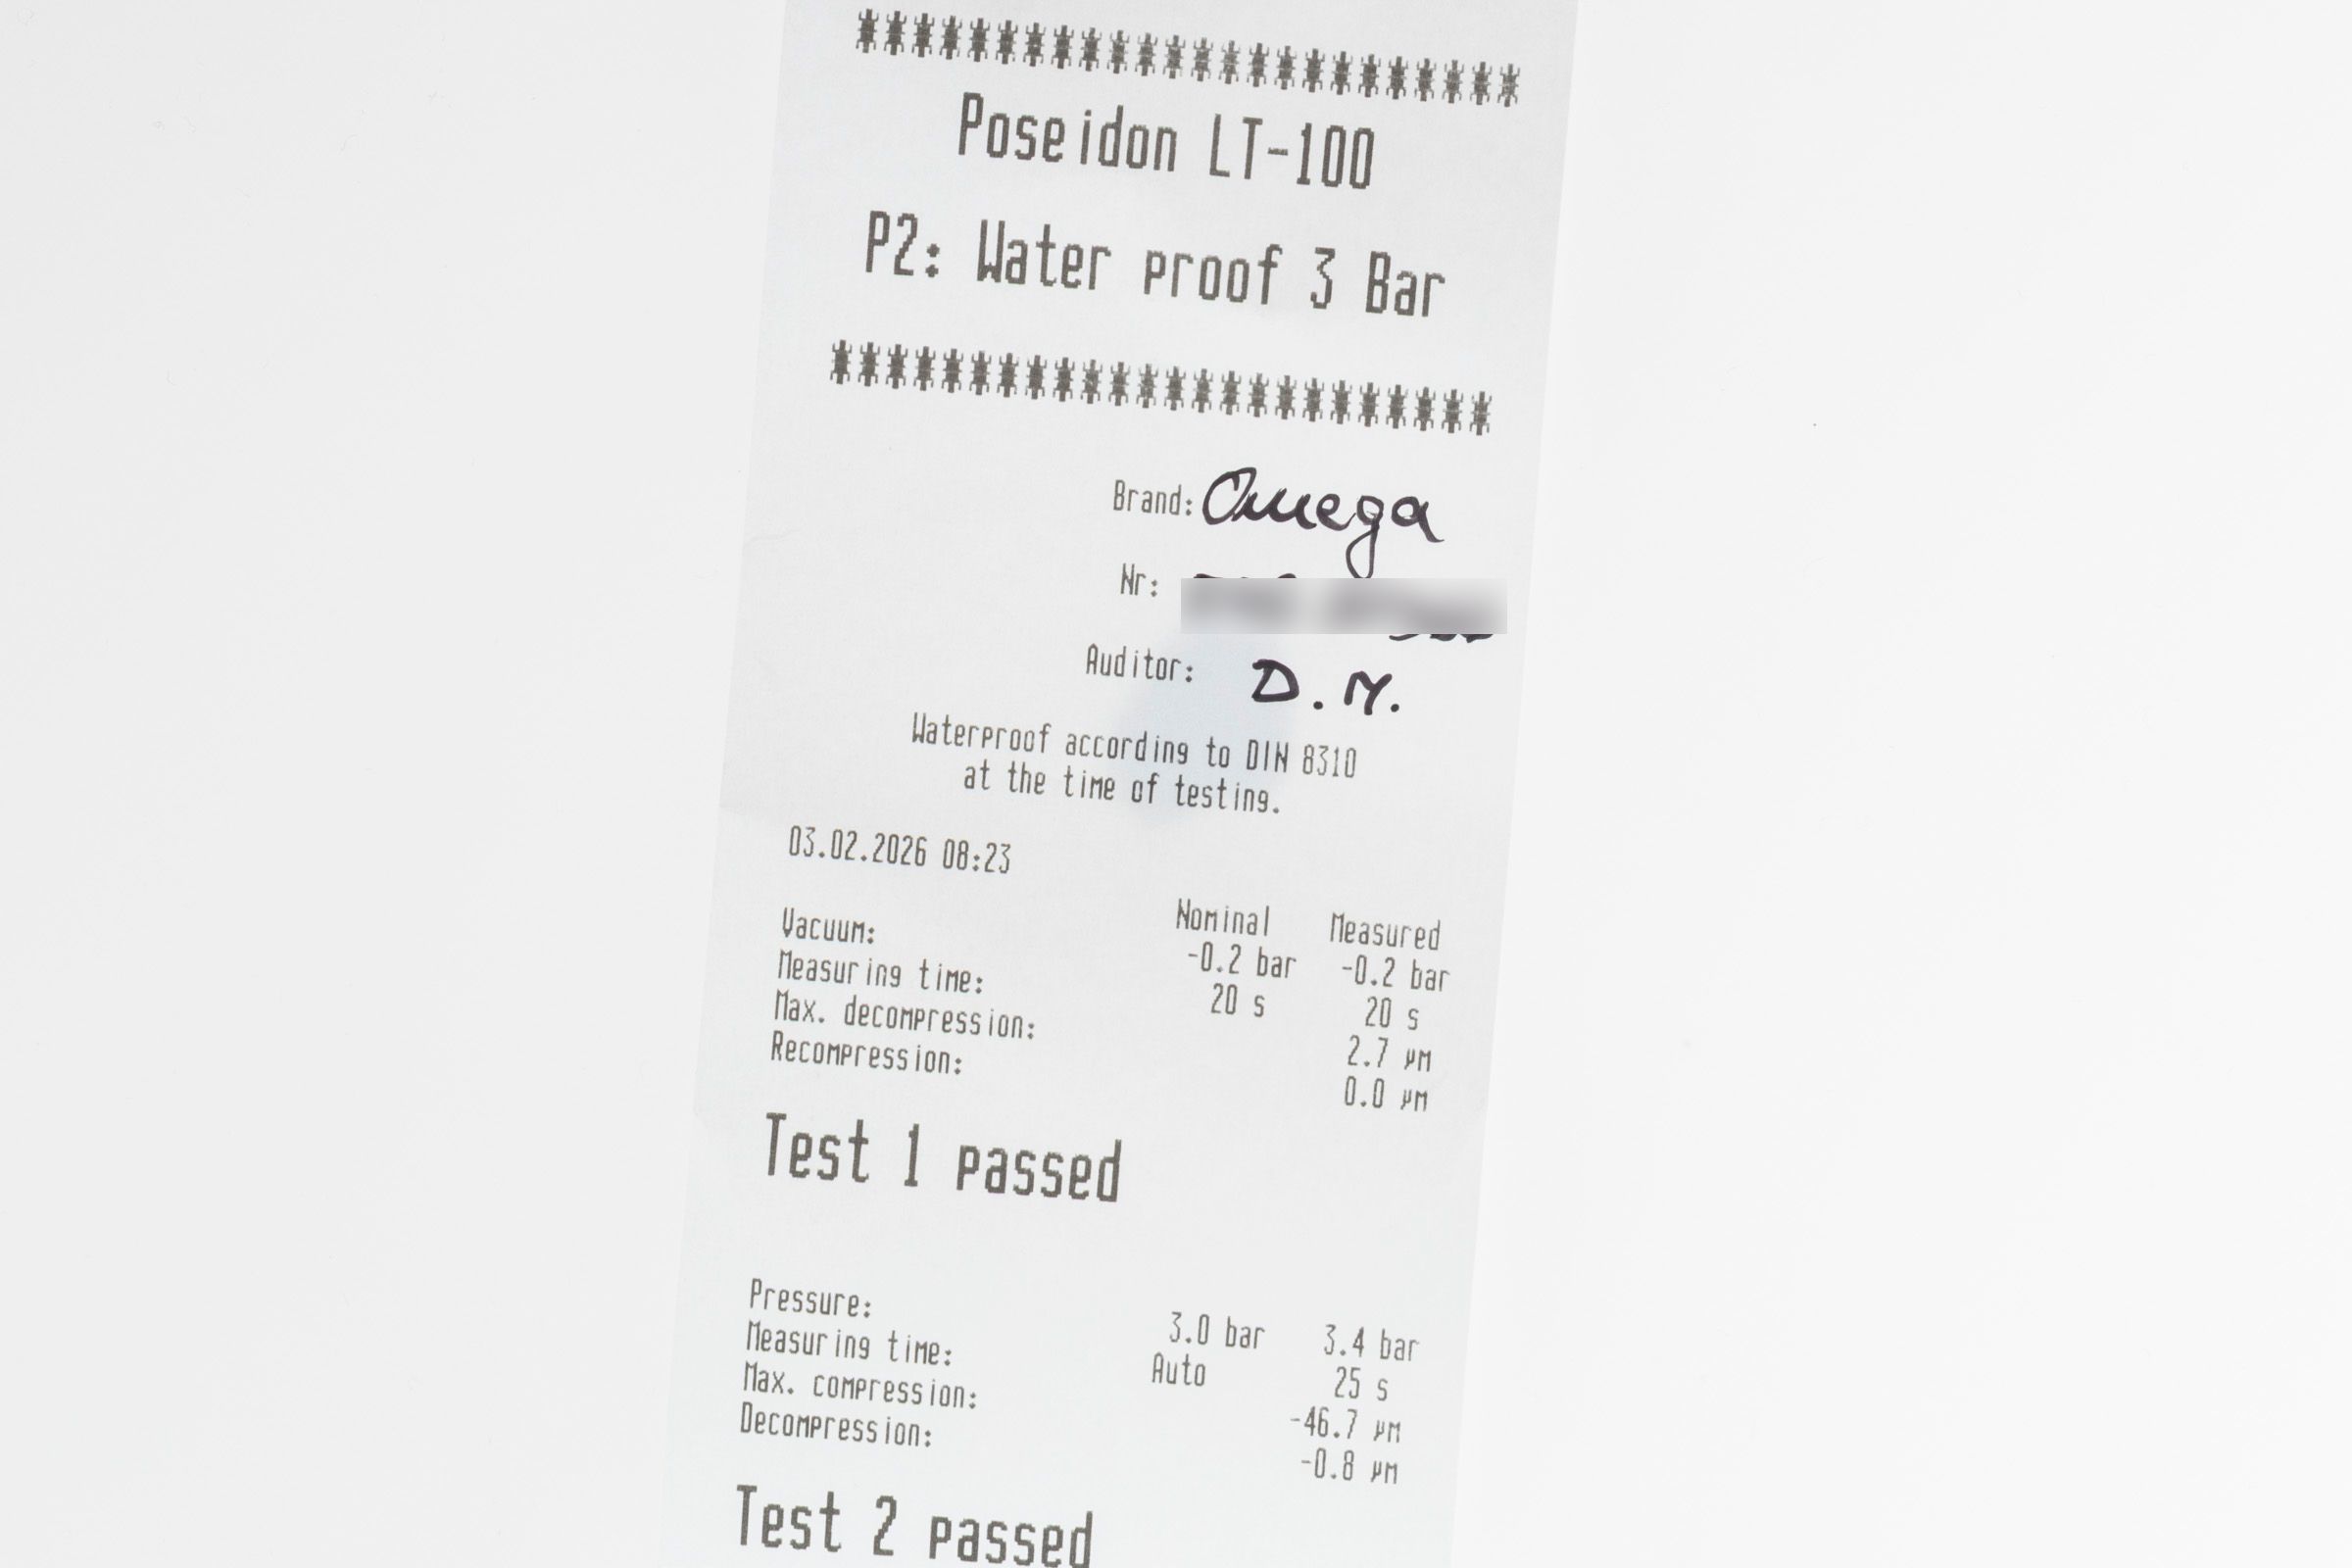 ************************
Poseidon LT-100
P2: Water proof 3 Bar
************************
Brand: Omega
Nr:
Auditor: D.M.
Waterproof according to DIN 8310
at the time of testing.
03.02.2026 08:23
Nominal Measured
Vacuum: -0.2 bar -0.2 bar
Measuring time: 20 s 20 s
Max. decompression: 2.7 µm
Recompression: 0.0 µm
Test 1 passed
Pressure: 3.0 bar 3.4 bar
Measuring time: Auto 25 s
Max. compression: -46.7 µm
Decompression: -0.8 µm
Test 2 passed